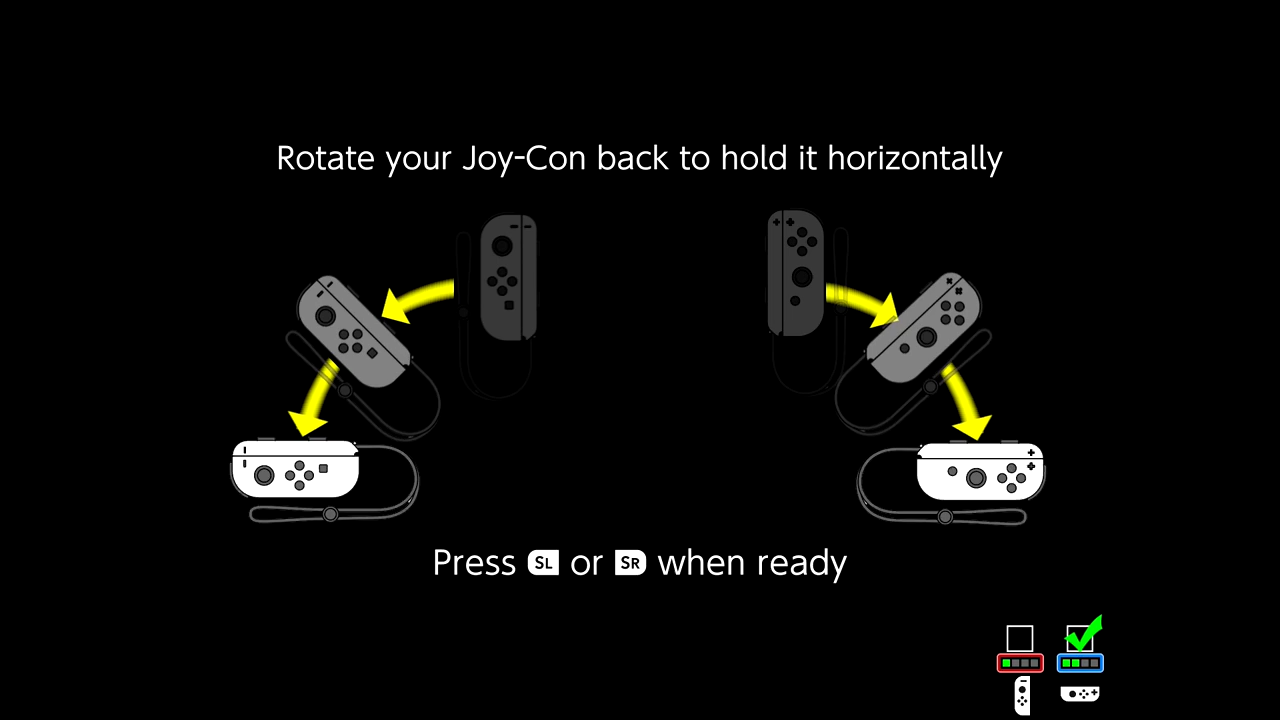 Rotate your Joy-Con back to hold it horizontally
Press SL or SR when ready